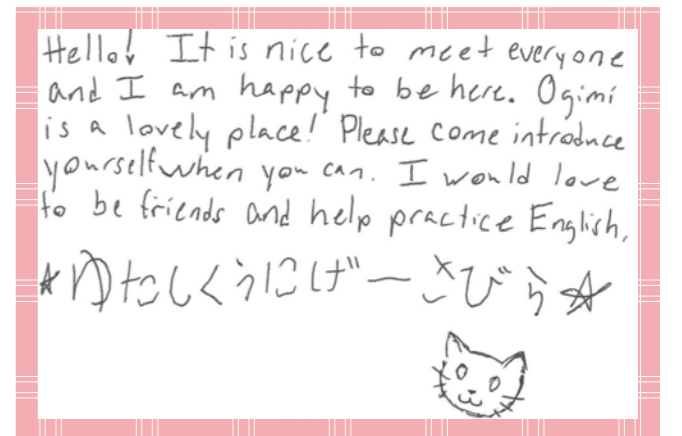 Hello! It is nice to meet everyone
and I am happy to be here. Ogimi
is a lovely place! Please come introduce
yourself when you can. I would love
to be friends and help practice English.
☆ゆたしくうにげーさびら☆